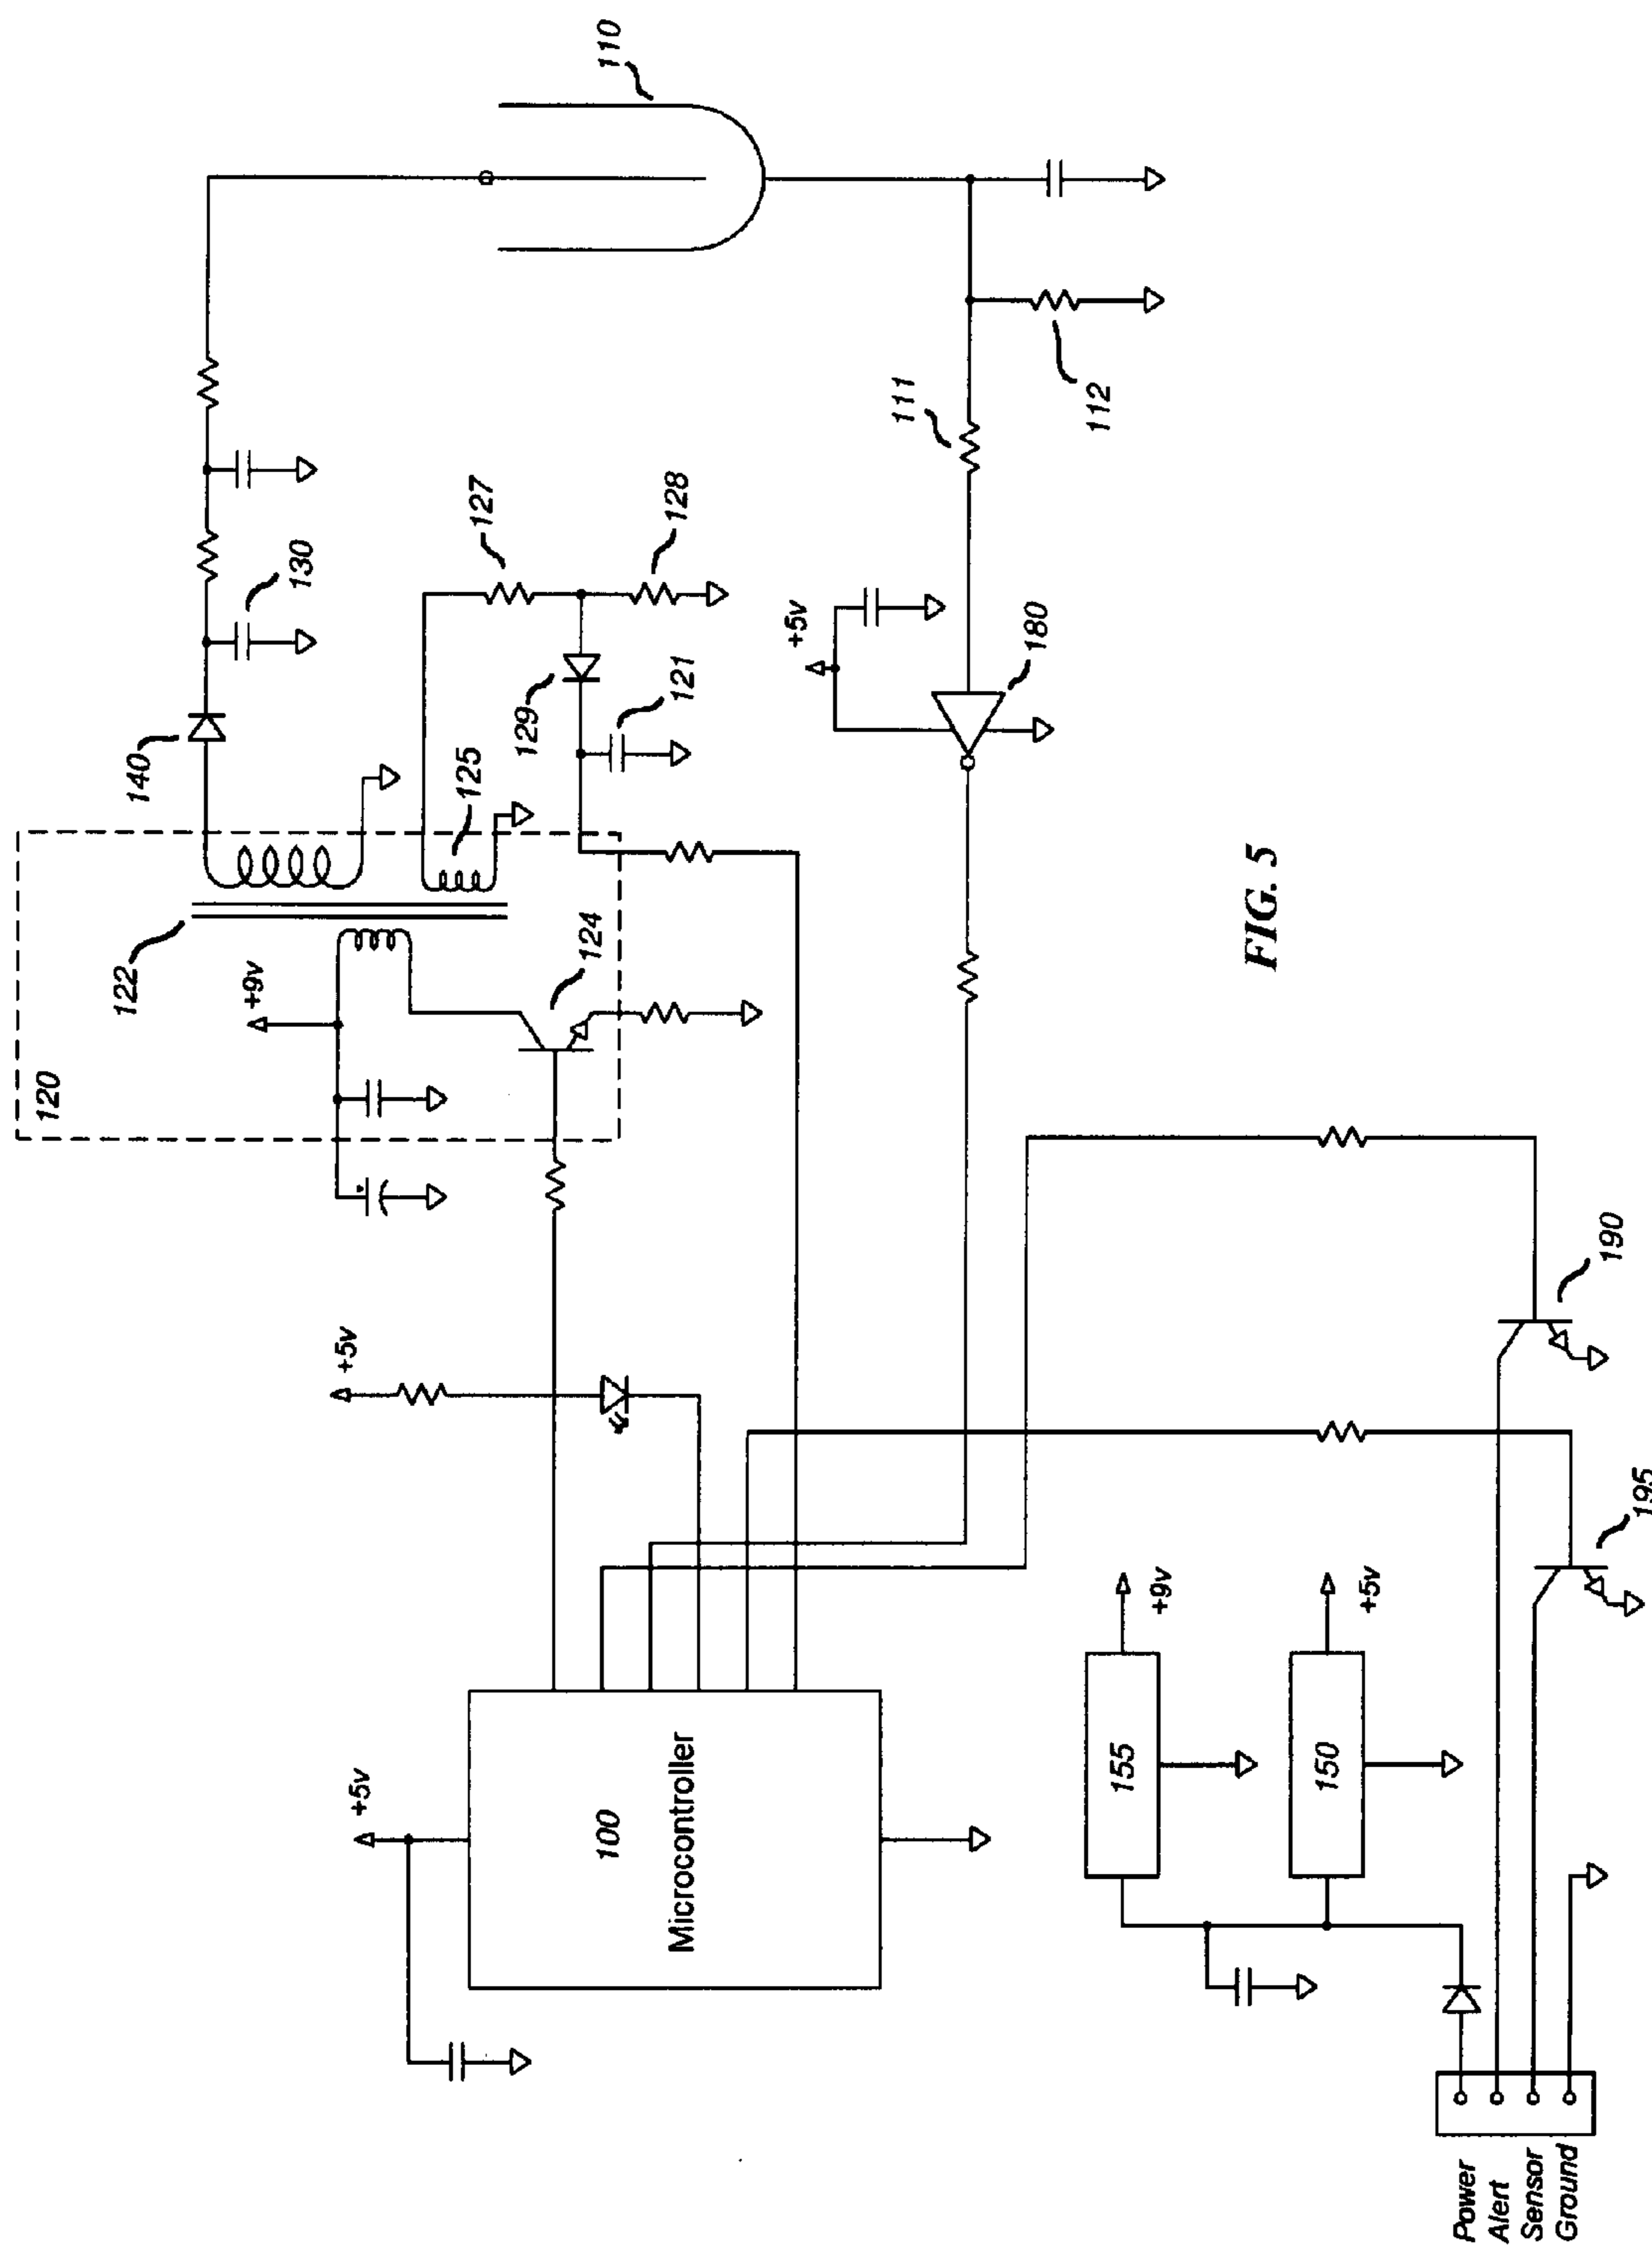 110
140
130
127
128
129
121
125
122
+9v
124
120
111
112
+5v
180
+5v
+5v
100
Microcontroller
FIG. 5
190
195
155
+9v
150
+5v
Power
Alert
Sensor
Ground